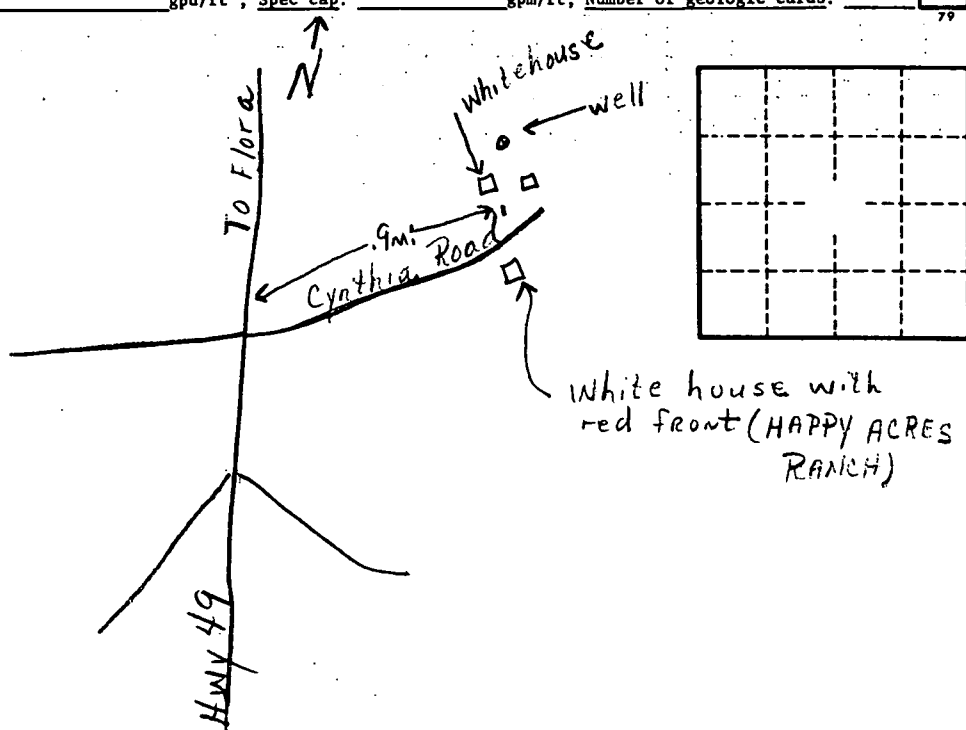 gpd/ft , Spec cap: gpm/ft; Number of geologic cards:
79
N
Whitehouse
well
To Flora
.9mi
Cynthia Road
White house with
red front (HAPPY ACRES
RANCH)
HWY 49